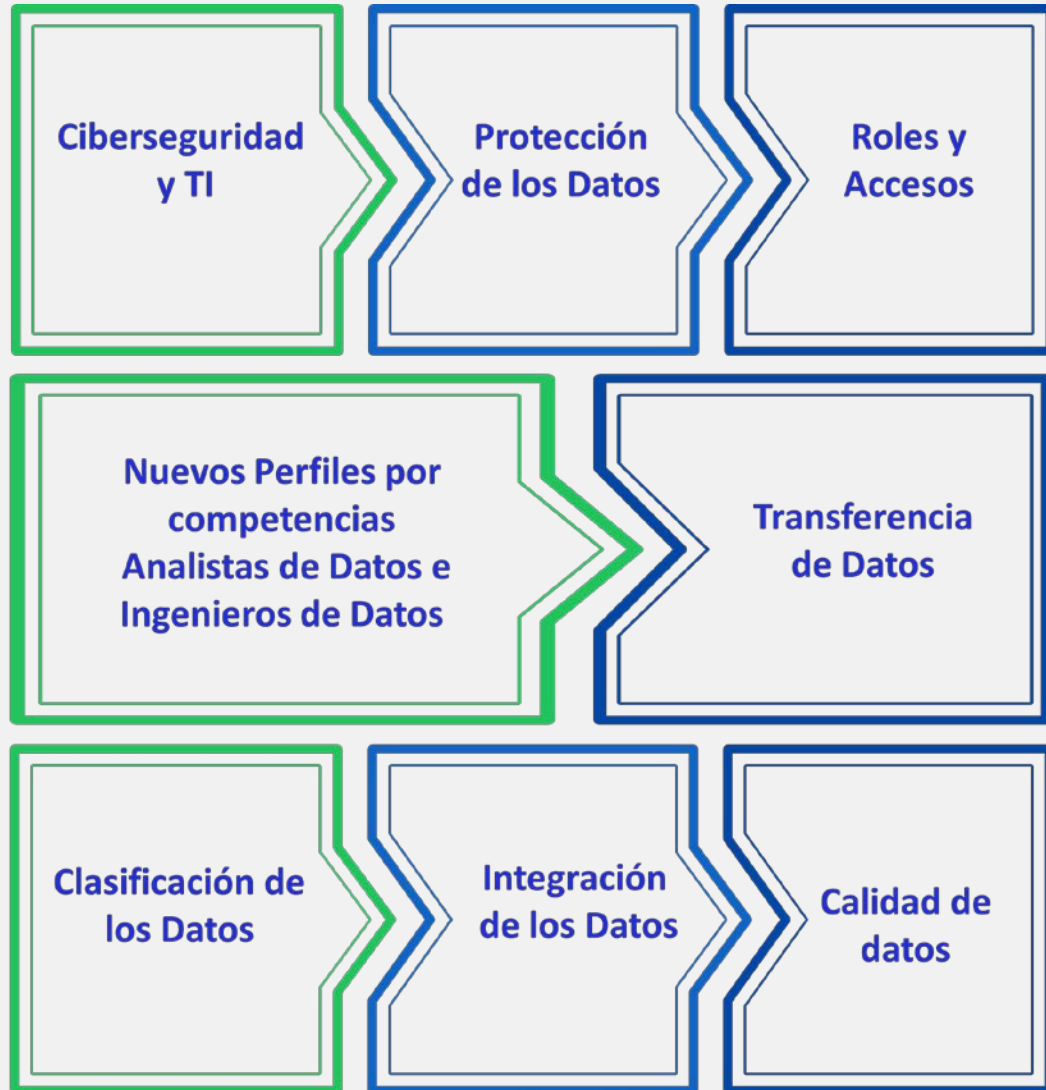 Ciberseguridad
y TI
Protección
de los Datos
Roles y
Accesos
Nuevos Perfiles por
competencias
Analistas de Datos e
Ingenieros de Datos
Transferencia
de Datos
Clasificación de
los Datos
Integración
de los Datos
Calidad de
datos